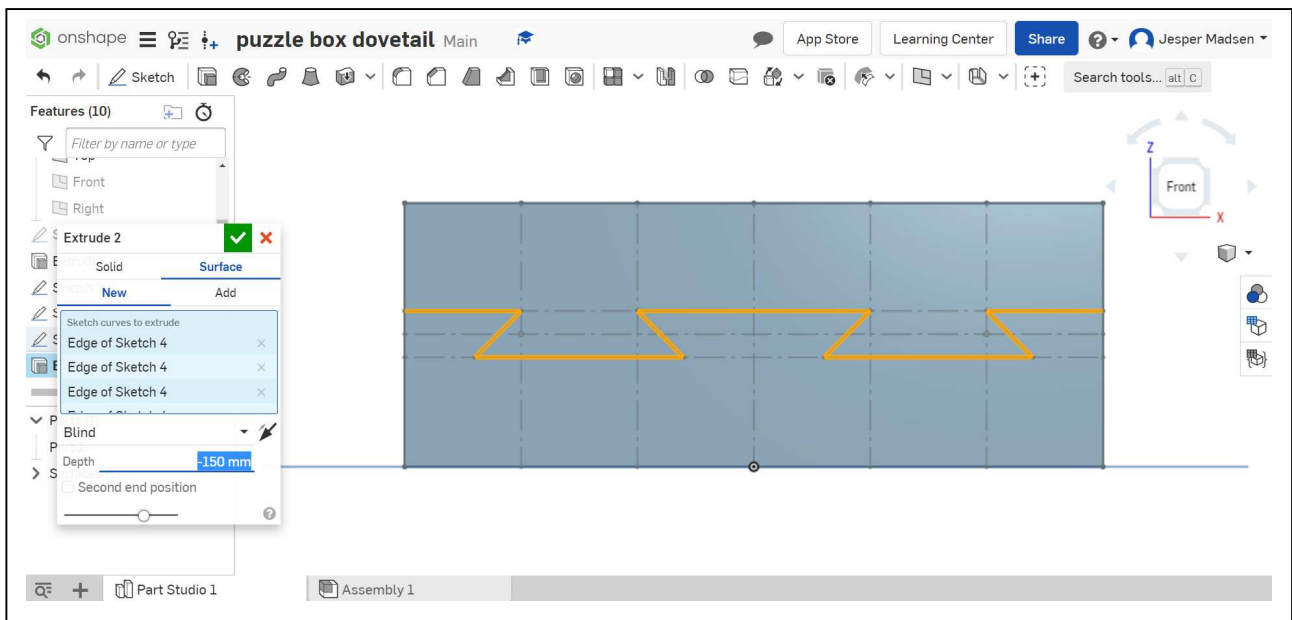 onshape puzzle box dovetail Main App Store Learning Center Share Jesper Madsen
Sketch Search tools... alt C
Features (10)
Filter by name or type
Front
Right
Extrude 2
Solid Surface
New Add
Sketch curves to extrude
Edge of Sketch 4
Edge of Sketch 4
Edge of Sketch 4
Blind
Depth -150 mm
Second end position
Z
Front
X
Part Studio 1 Assembly 1